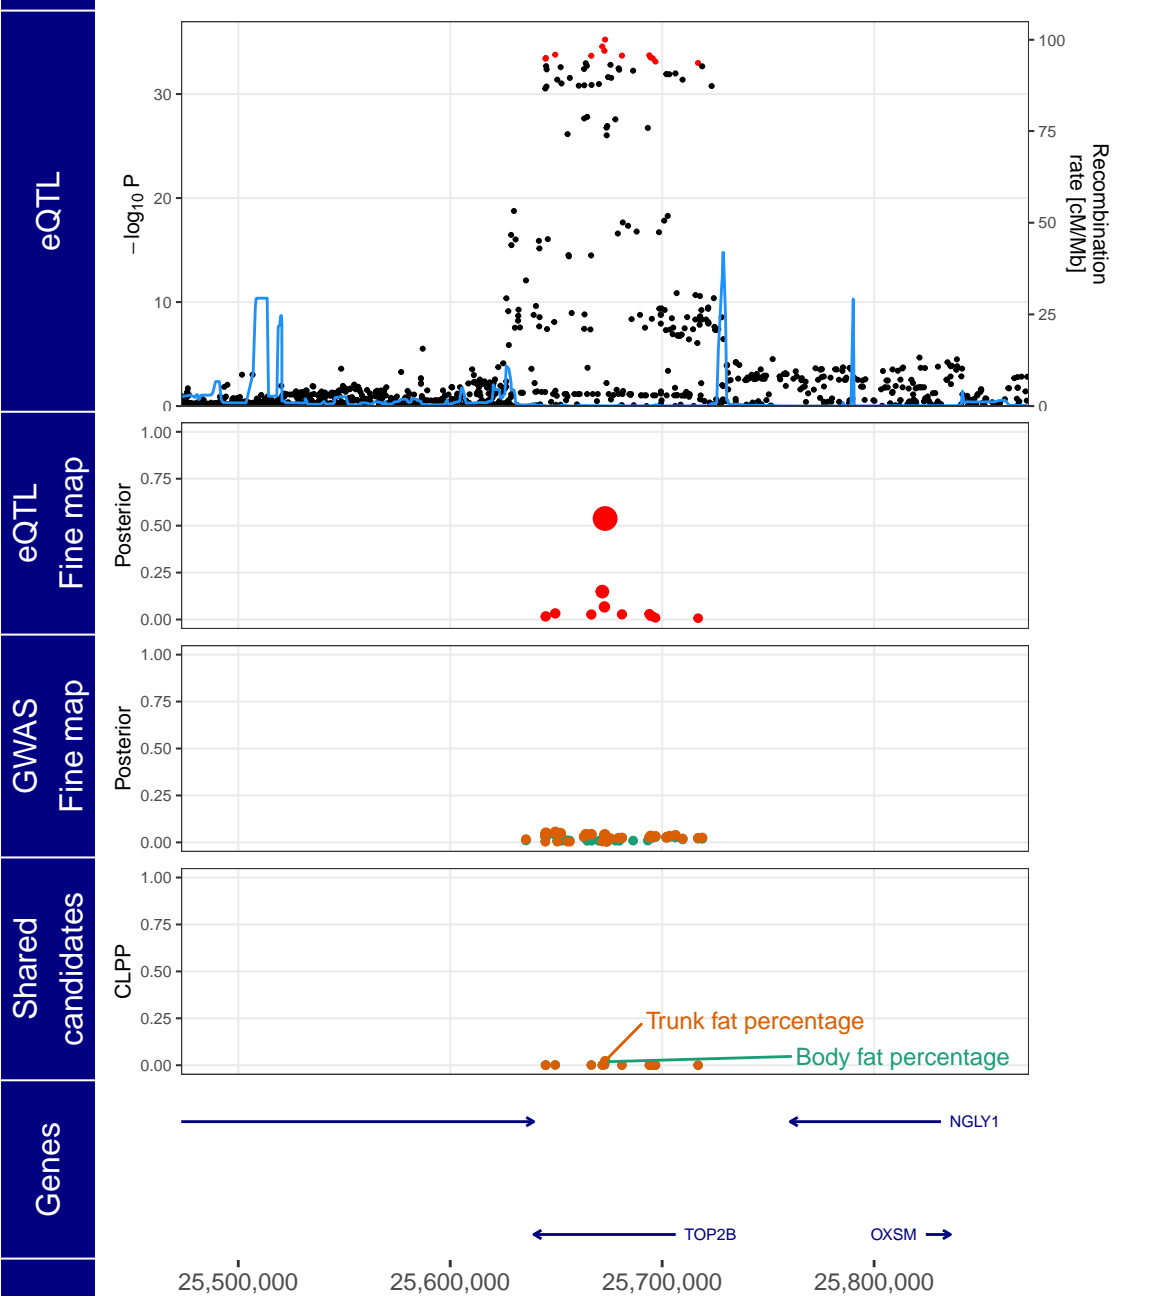 eQTL
−log10 P
30
20
10
0
100
75
50
25
0
Recombination
rate [cM/Mb]
eQTL
Fine map
Posterior
1.00
0.75
0.50
0.25
0.00
GWAS
Fine map
Posterior
1.00
0.75
0.50
0.25
0.00
Shared
candidates
CLPP
1.00
0.75
0.50
0.25
0.00
Trunk fat percentage
Body fat percentage
Genes
NGLY1
TOP2B
OXSM
25,500,000
25,600,000
25,700,000
25,800,000